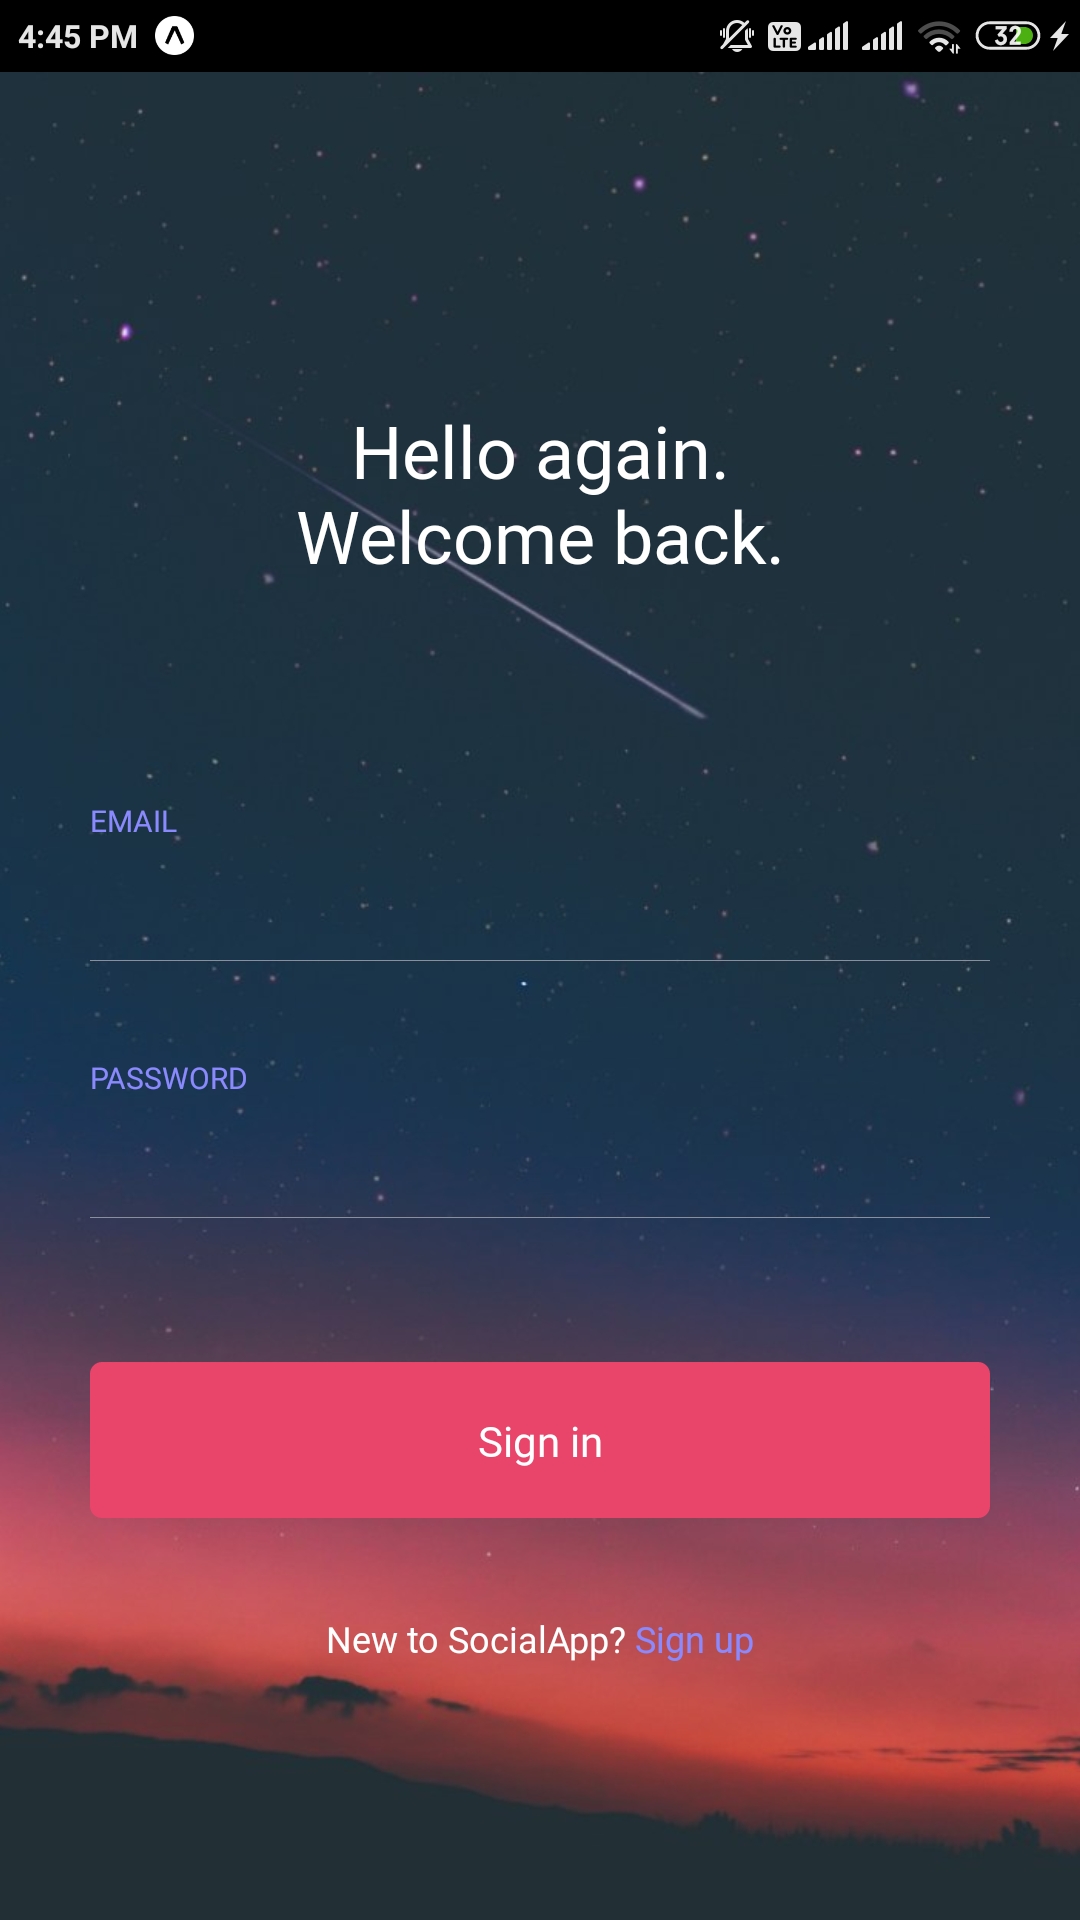 4:45 PM
Vo LTE
32
Hello again.
Welcome back.
EMAIL
PASSWORD
Sign in
New to SocialApp? Sign up